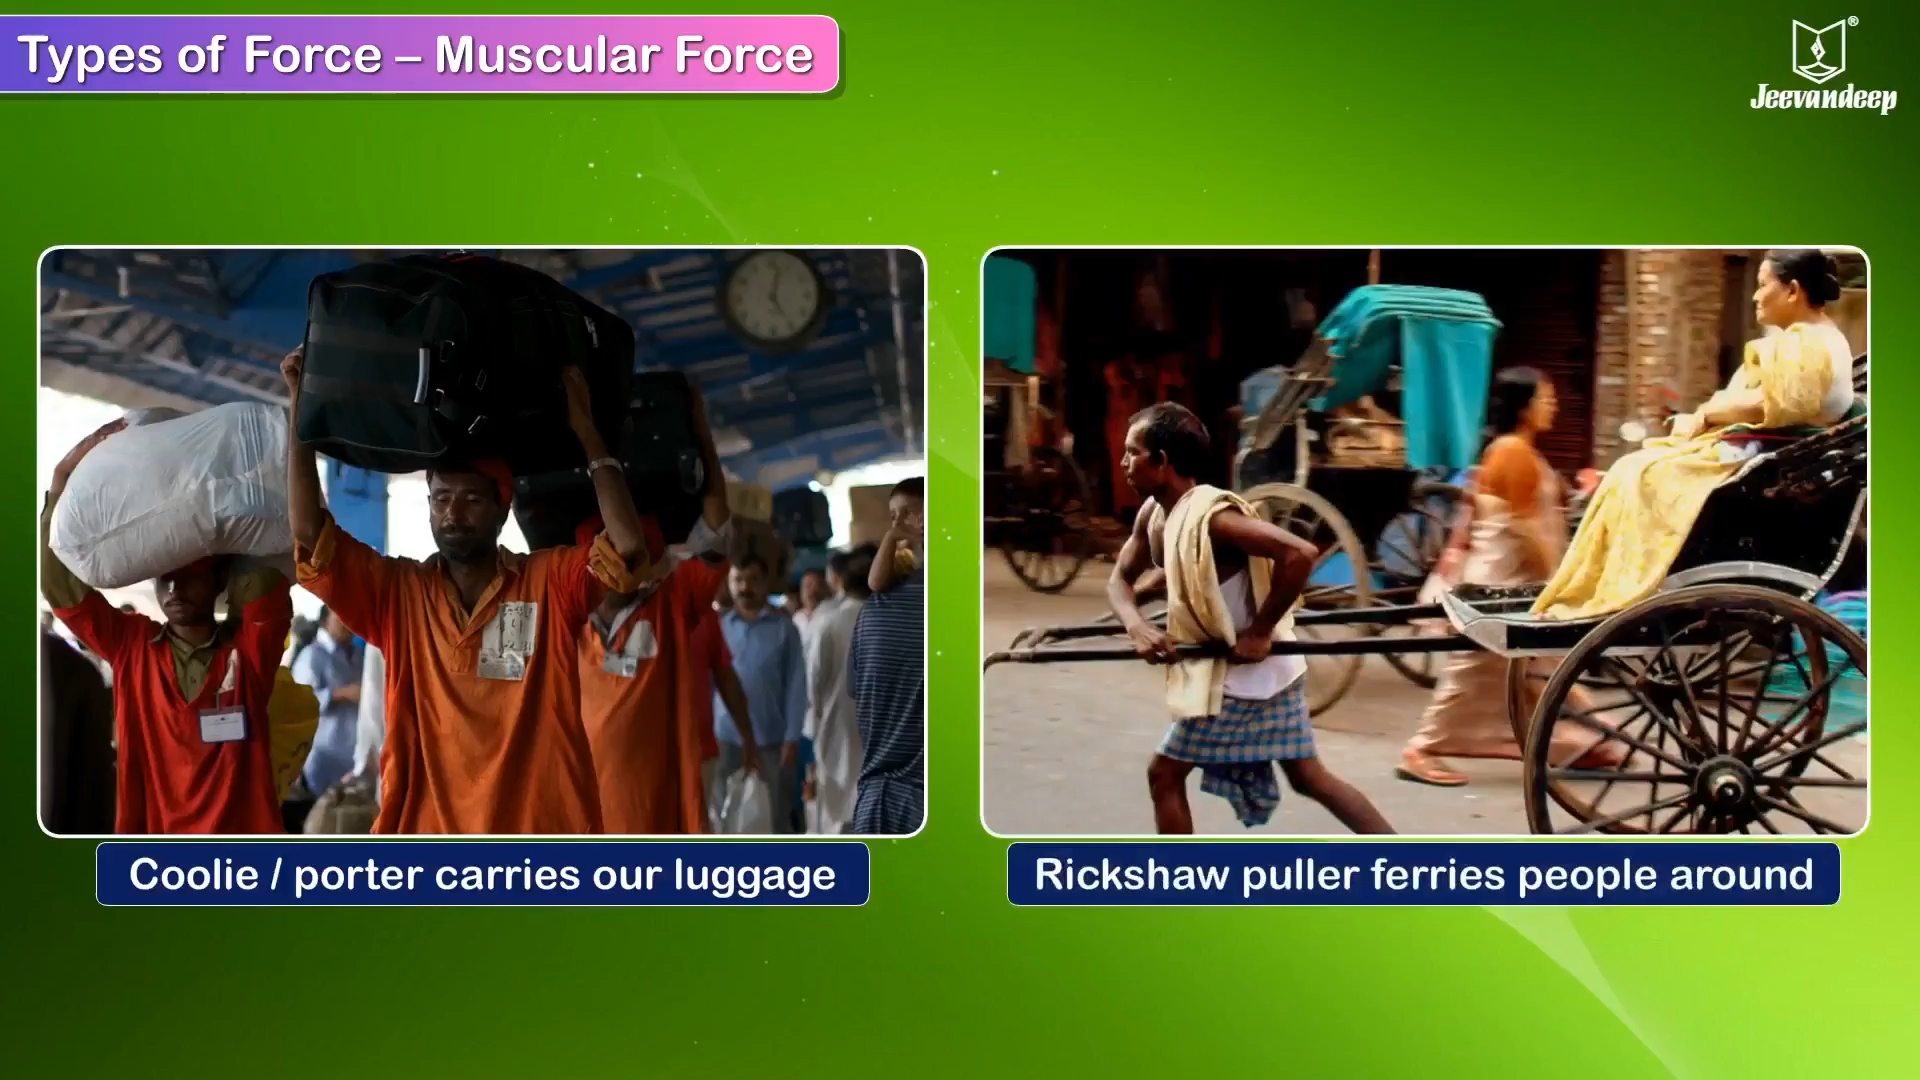 Types of Force – Muscular Force
®
Jeevandeep
Coolie / porter carries our luggage
Rickshaw puller ferries people around